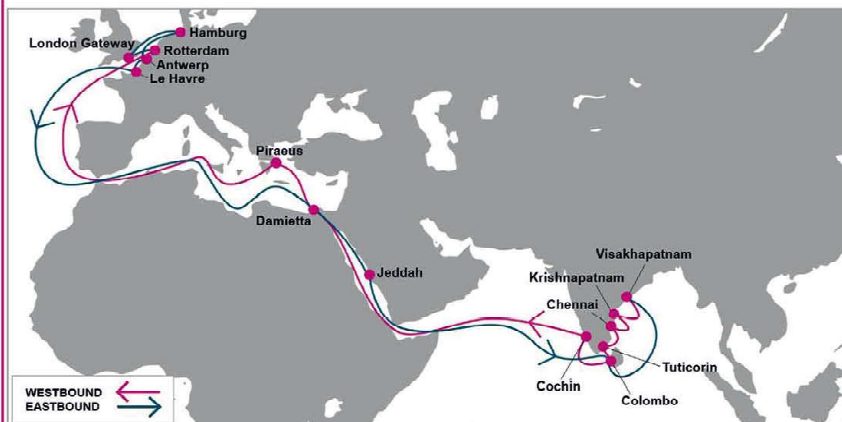 Hamburg
London Gateway
Rotterdam
Antwerp
Le Havre
Piraeus
Damietta
Jeddah
Visakhapatnam
Krishnapatnam
Chennai
Tuticorin
Cochin
Colombo
WESTBOUND
EASTBOUND